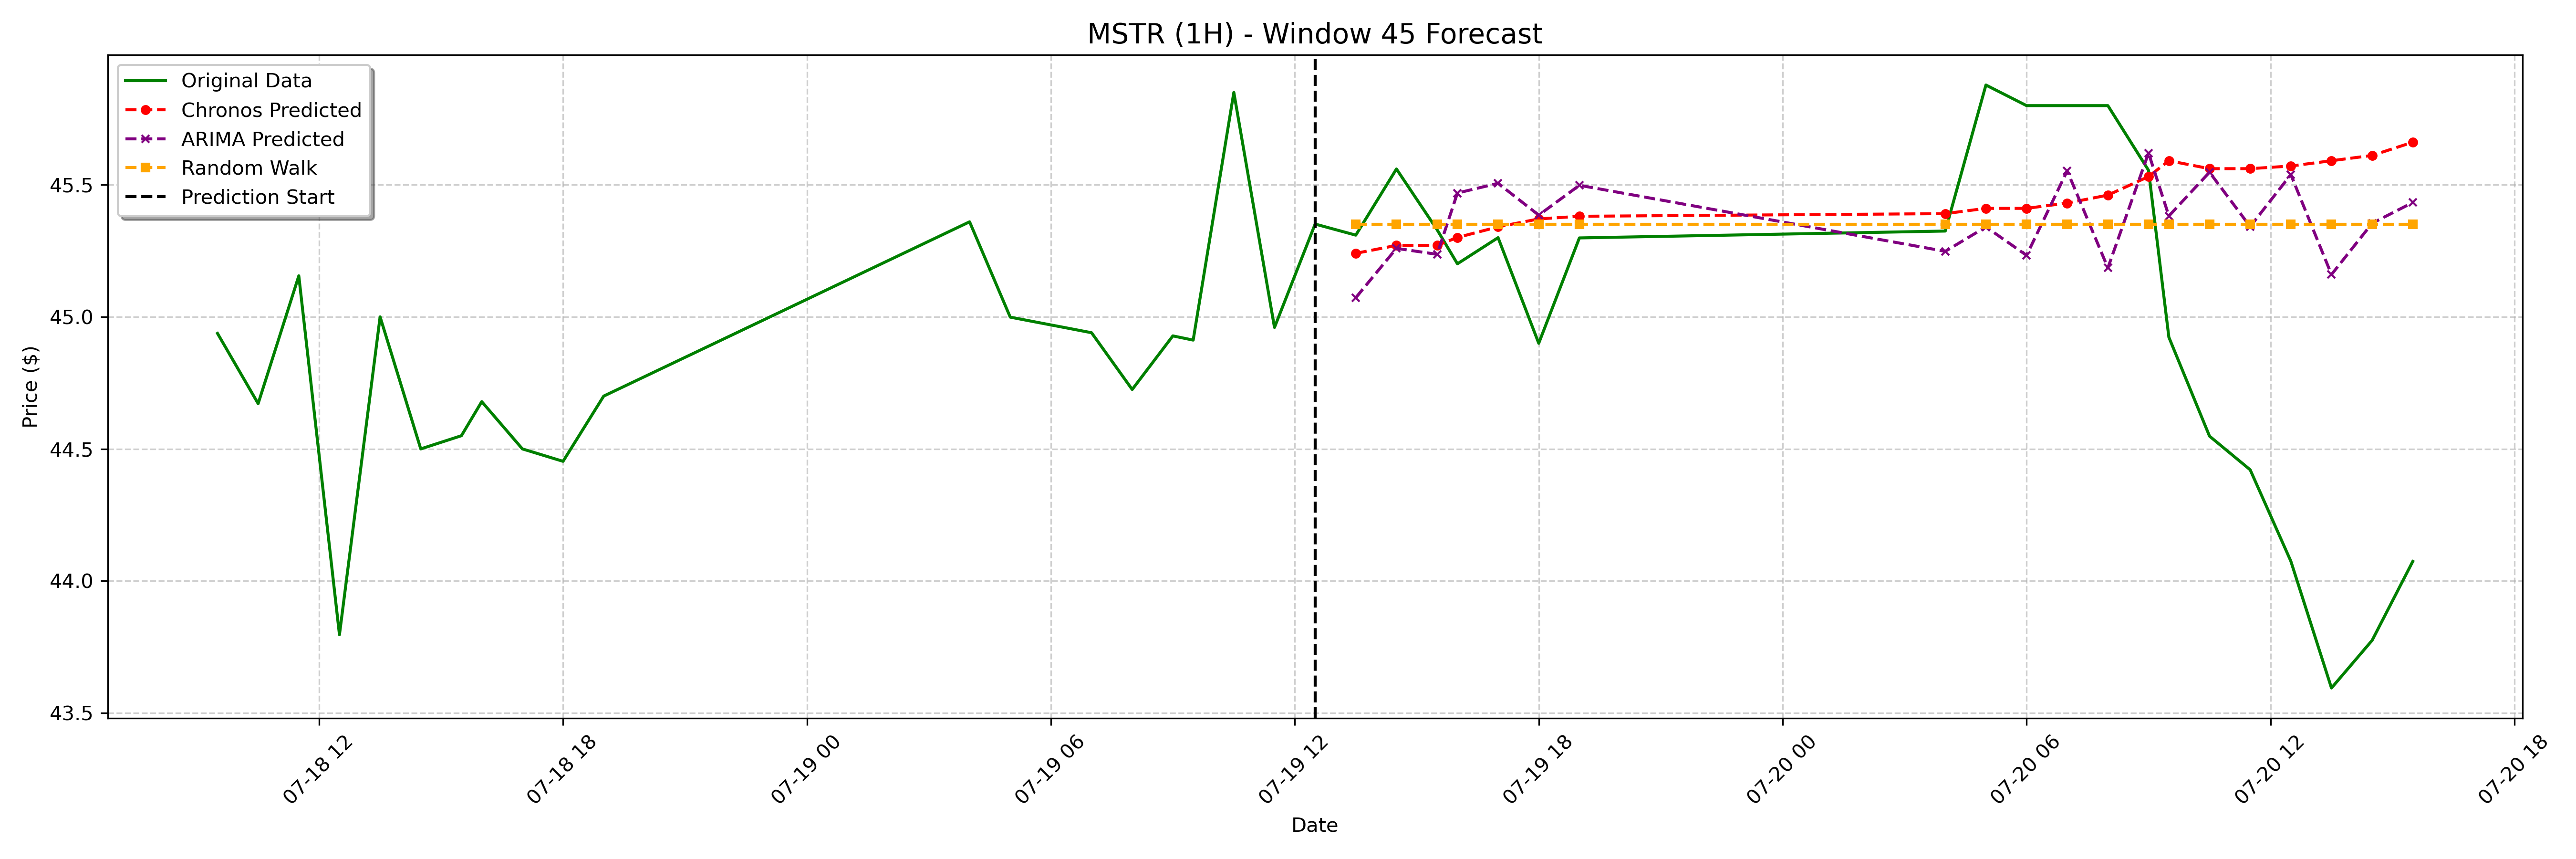 MSTR (1H) - Window 45 Forecast
Original Data
Chronos Predicted
ARIMA Predicted
Random Walk
Prediction Start
Price ($)
45.5
45.0
44.5
44.0
43.5
07-18 12
07-18 18
07-19 00
07-19 06
07-19 12
07-19 18
07-20 00
07-20 06
07-20 12
07-20 18
Date